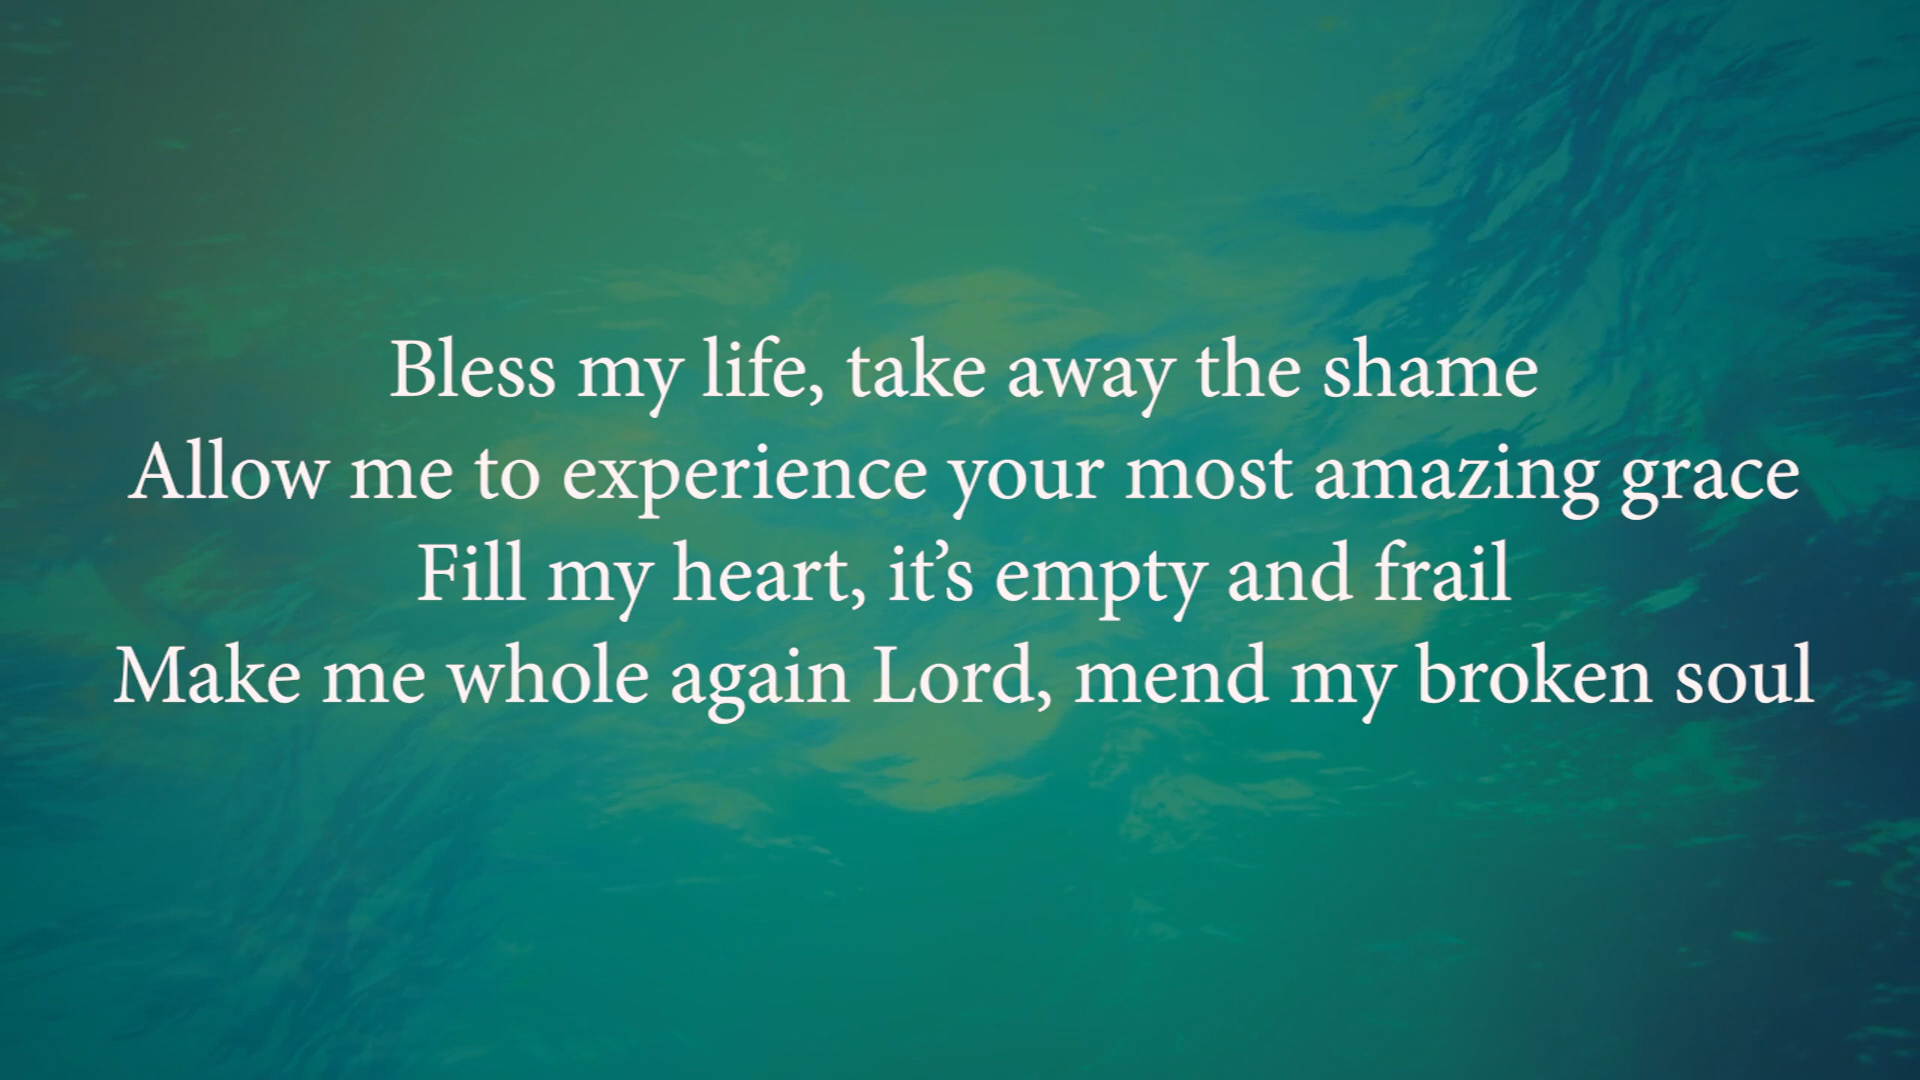 Bless my life, take away the shame
Allow me to experience your most amazing grace
Fill my heart, it’s empty and frail
Make me whole again Lord, mend my broken soul